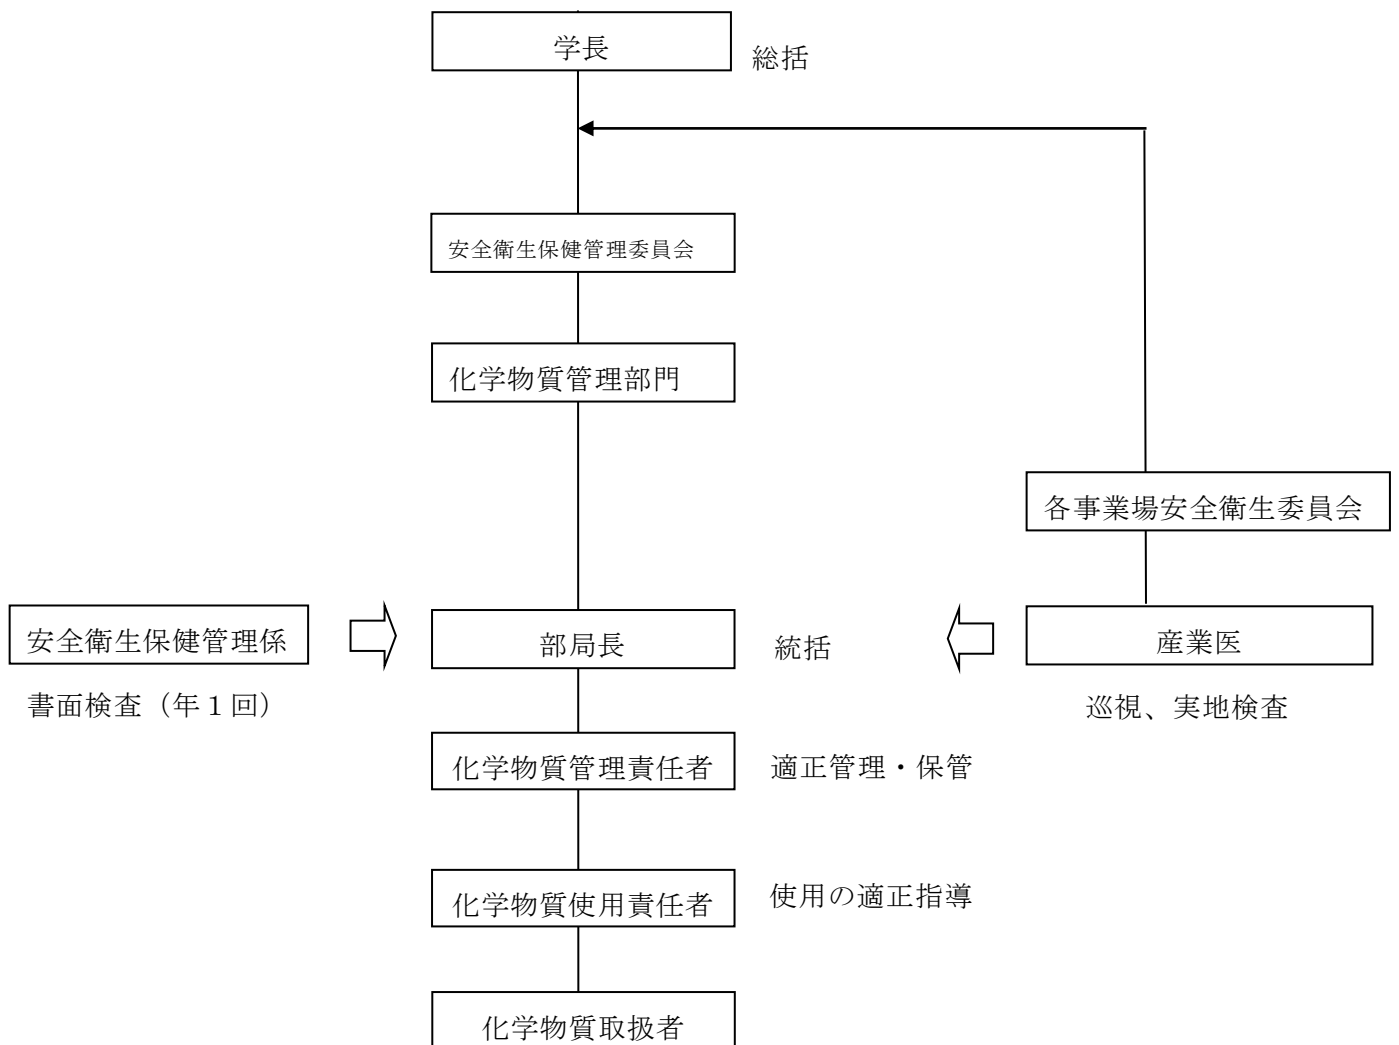 学長
総括
安全衛生保健管理委員会
化学物質管理部門
各事業場安全衛生委員会
安全衛生保健管理係
部局長
統括
産業医
書面検査（年１回）
巡視、実地検査
化学物質管理責任者
適正管理・保管
化学物質使用責任者
使用の適正指導
化学物質取扱者